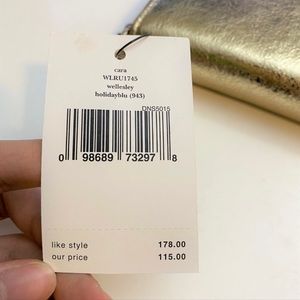 cara
WLRU1745
wellesley
holidayblu (943)
DNS5015
0 98689 73297 8
like style 178.00
our price 115.00